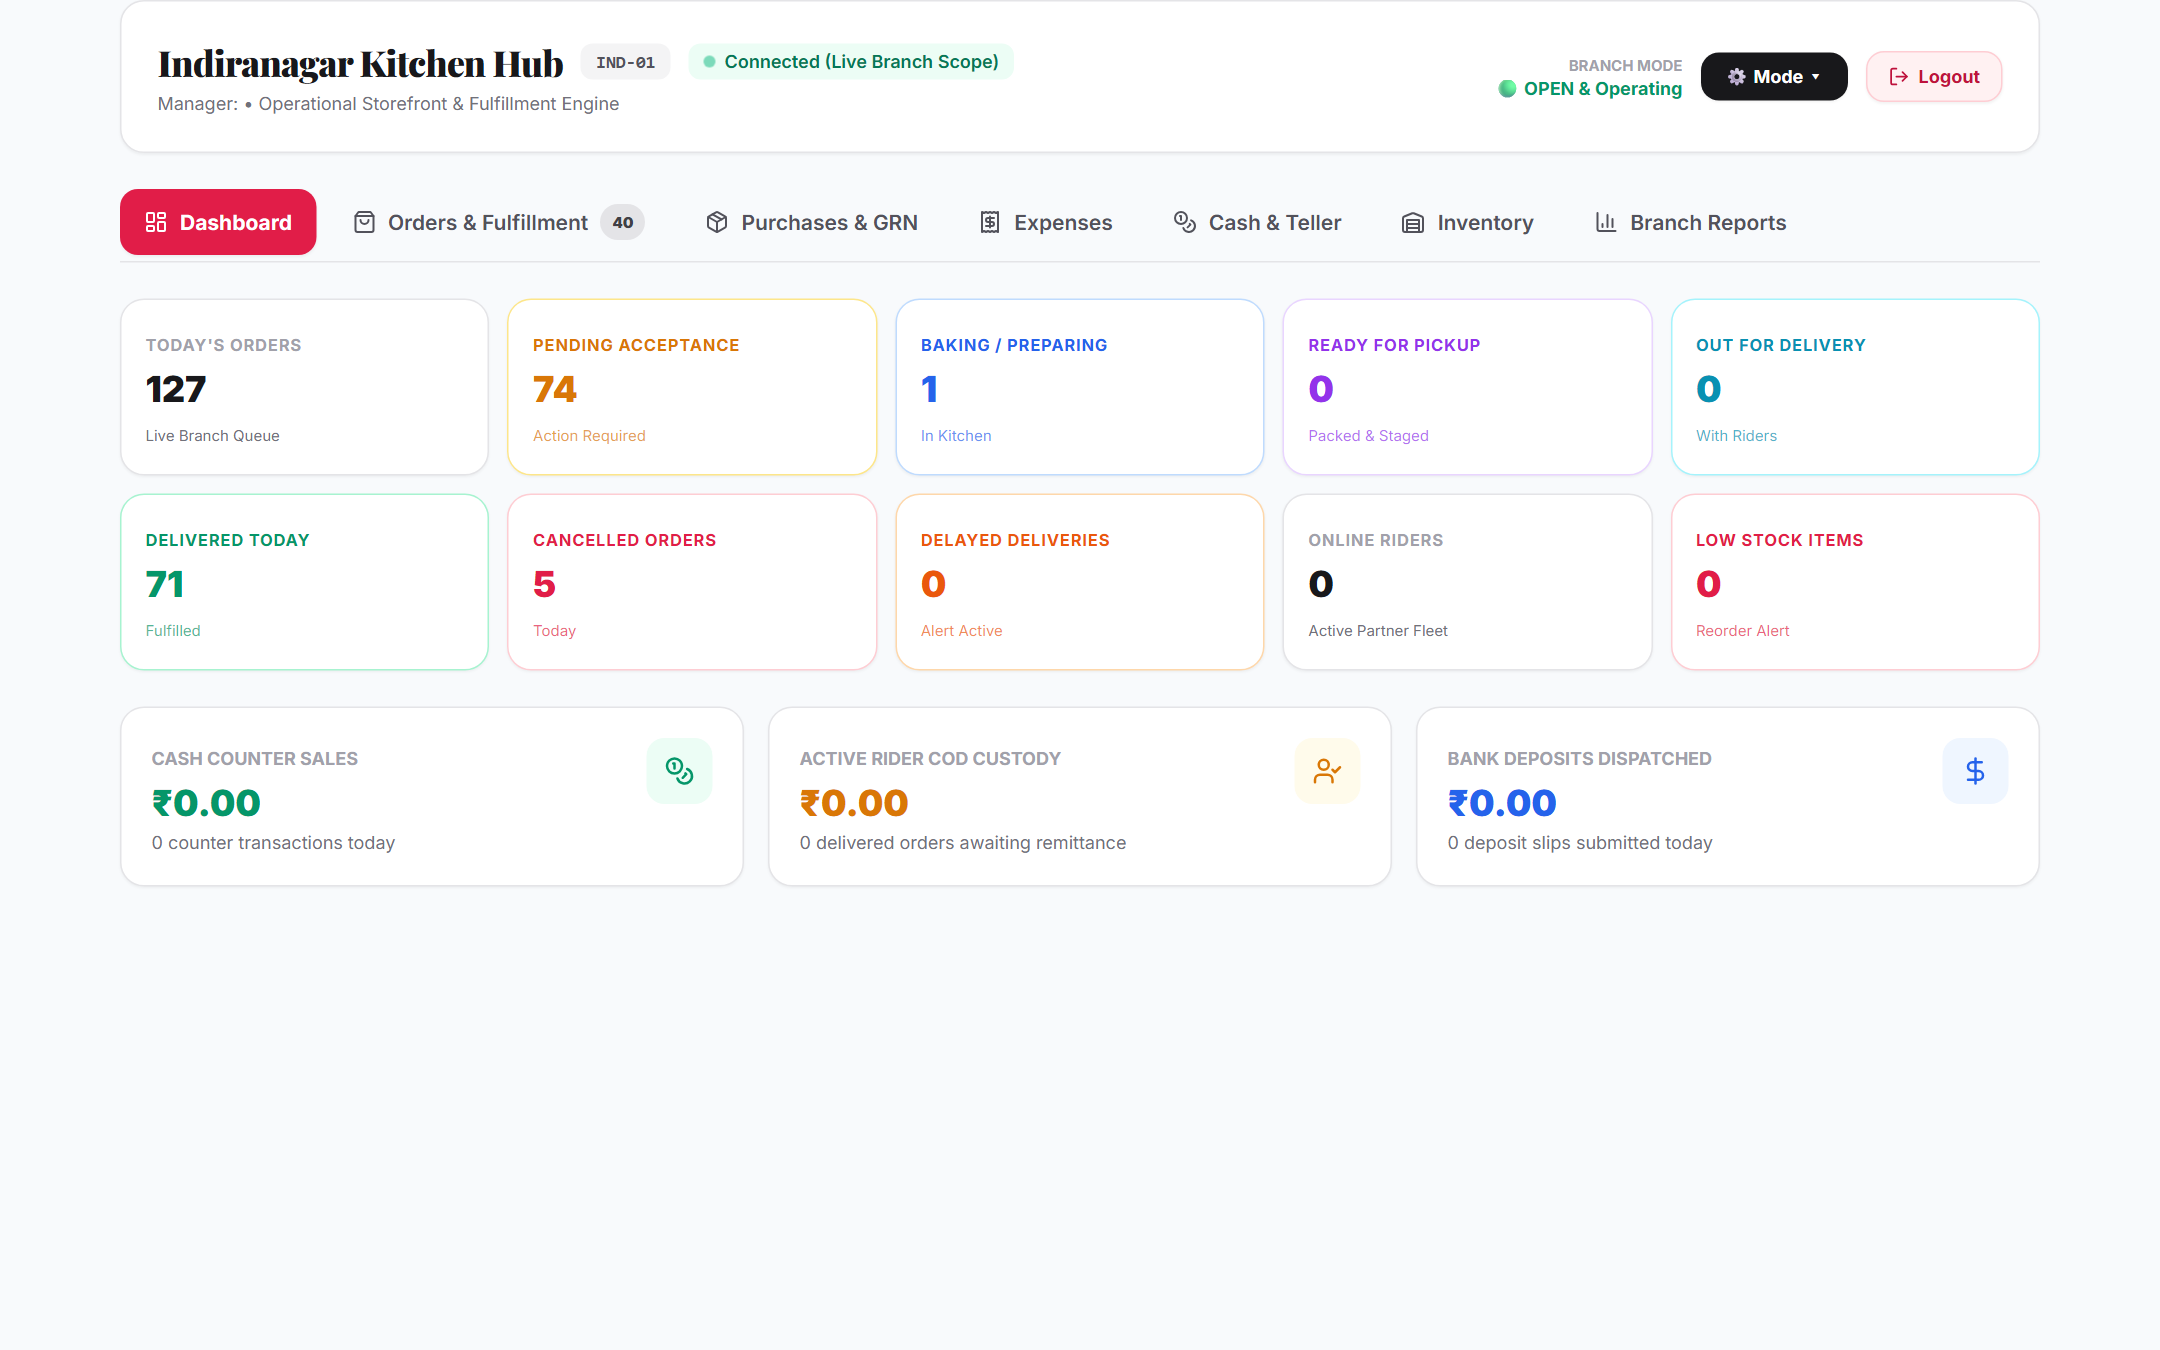 Indiranagar Kitchen Hub IND-01 Connected (Live Branch Scope)
Manager: • Operational Storefront & Fulfillment Engine
BRANCH MODE
OPEN & Operating
Mode ▾
Logout
Dashboard Orders & Fulfillment 40 Purchases & GRN Expenses Cash & Teller Inventory Branch Reports
TODAY'S ORDERS
127
Live Branch Queue
PENDING ACCEPTANCE
74
Action Required
BAKING / PREPARING
1
In Kitchen
READY FOR PICKUP
0
Packed & Staged
OUT FOR DELIVERY
0
With Riders
DELIVERED TODAY
71
Fulfilled
CANCELLED ORDERS
5
Today
DELAYED DELIVERIES
0
Alert Active
ONLINE RIDERS
0
Active Partner Fleet
LOW STOCK ITEMS
0
Reorder Alert
CASH COUNTER SALES
₹0.00
0 counter transactions today
ACTIVE RIDER COD CUSTODY
₹0.00
0 delivered orders awaiting remittance
BANK DEPOSITS DISPATCHED
₹0.00
0 deposit slips submitted today